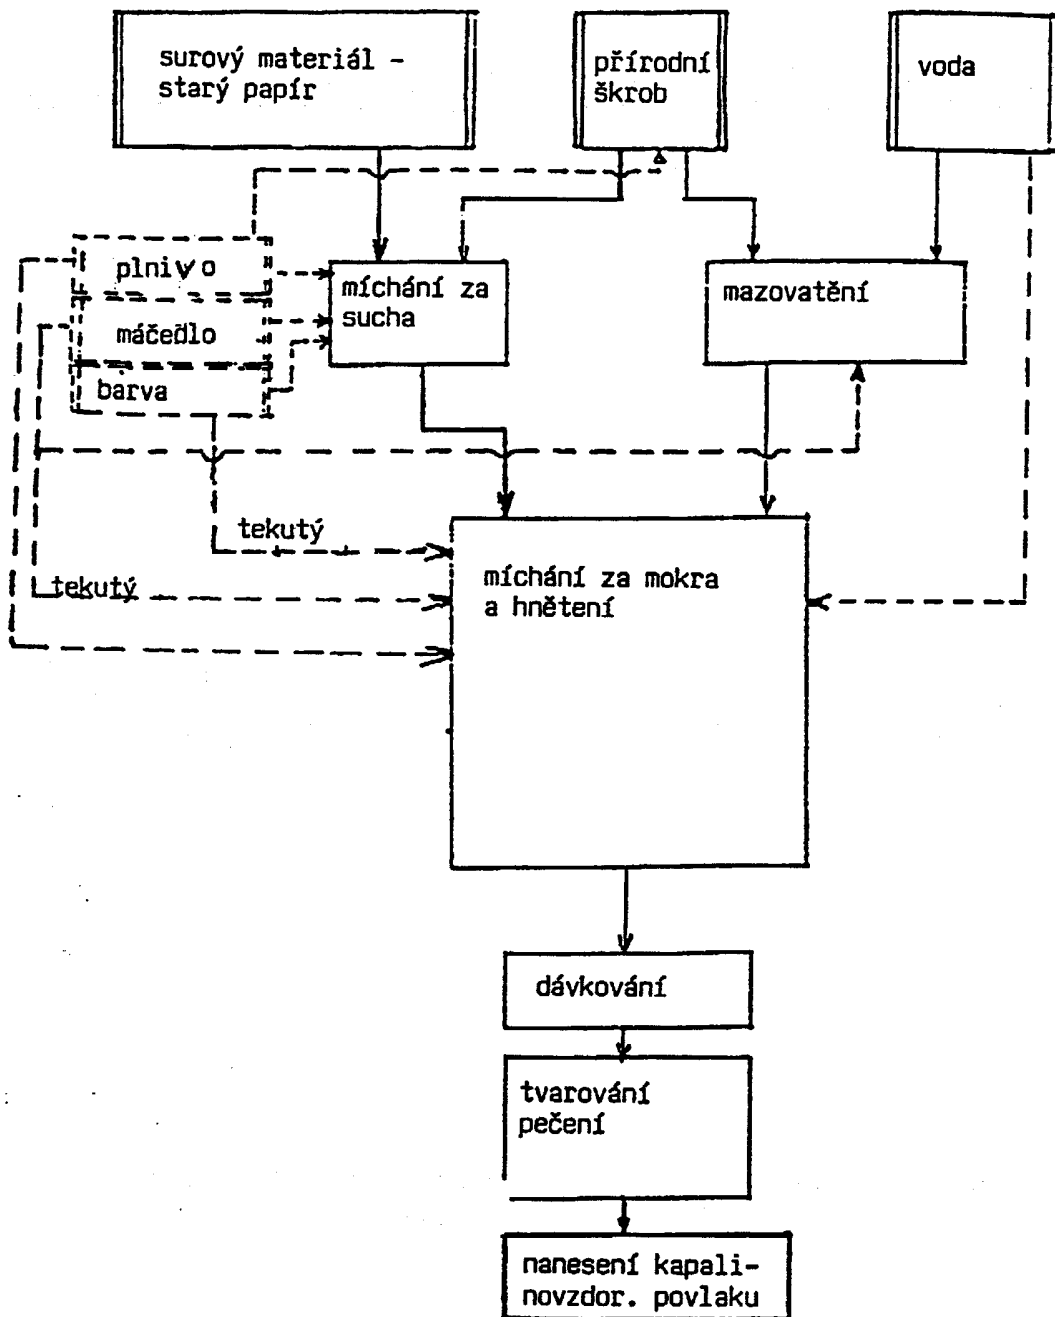 surový materiál -
starý papír
přírodní
škrob
voda
plnivo
máčedlo
barva
míchání za
sucha
mazovatění
tekutý
tekutý
míchání za mokra
a hnětení
dávkování
tvarování
pečení
nanesení kapali-
novzdor. povlaku